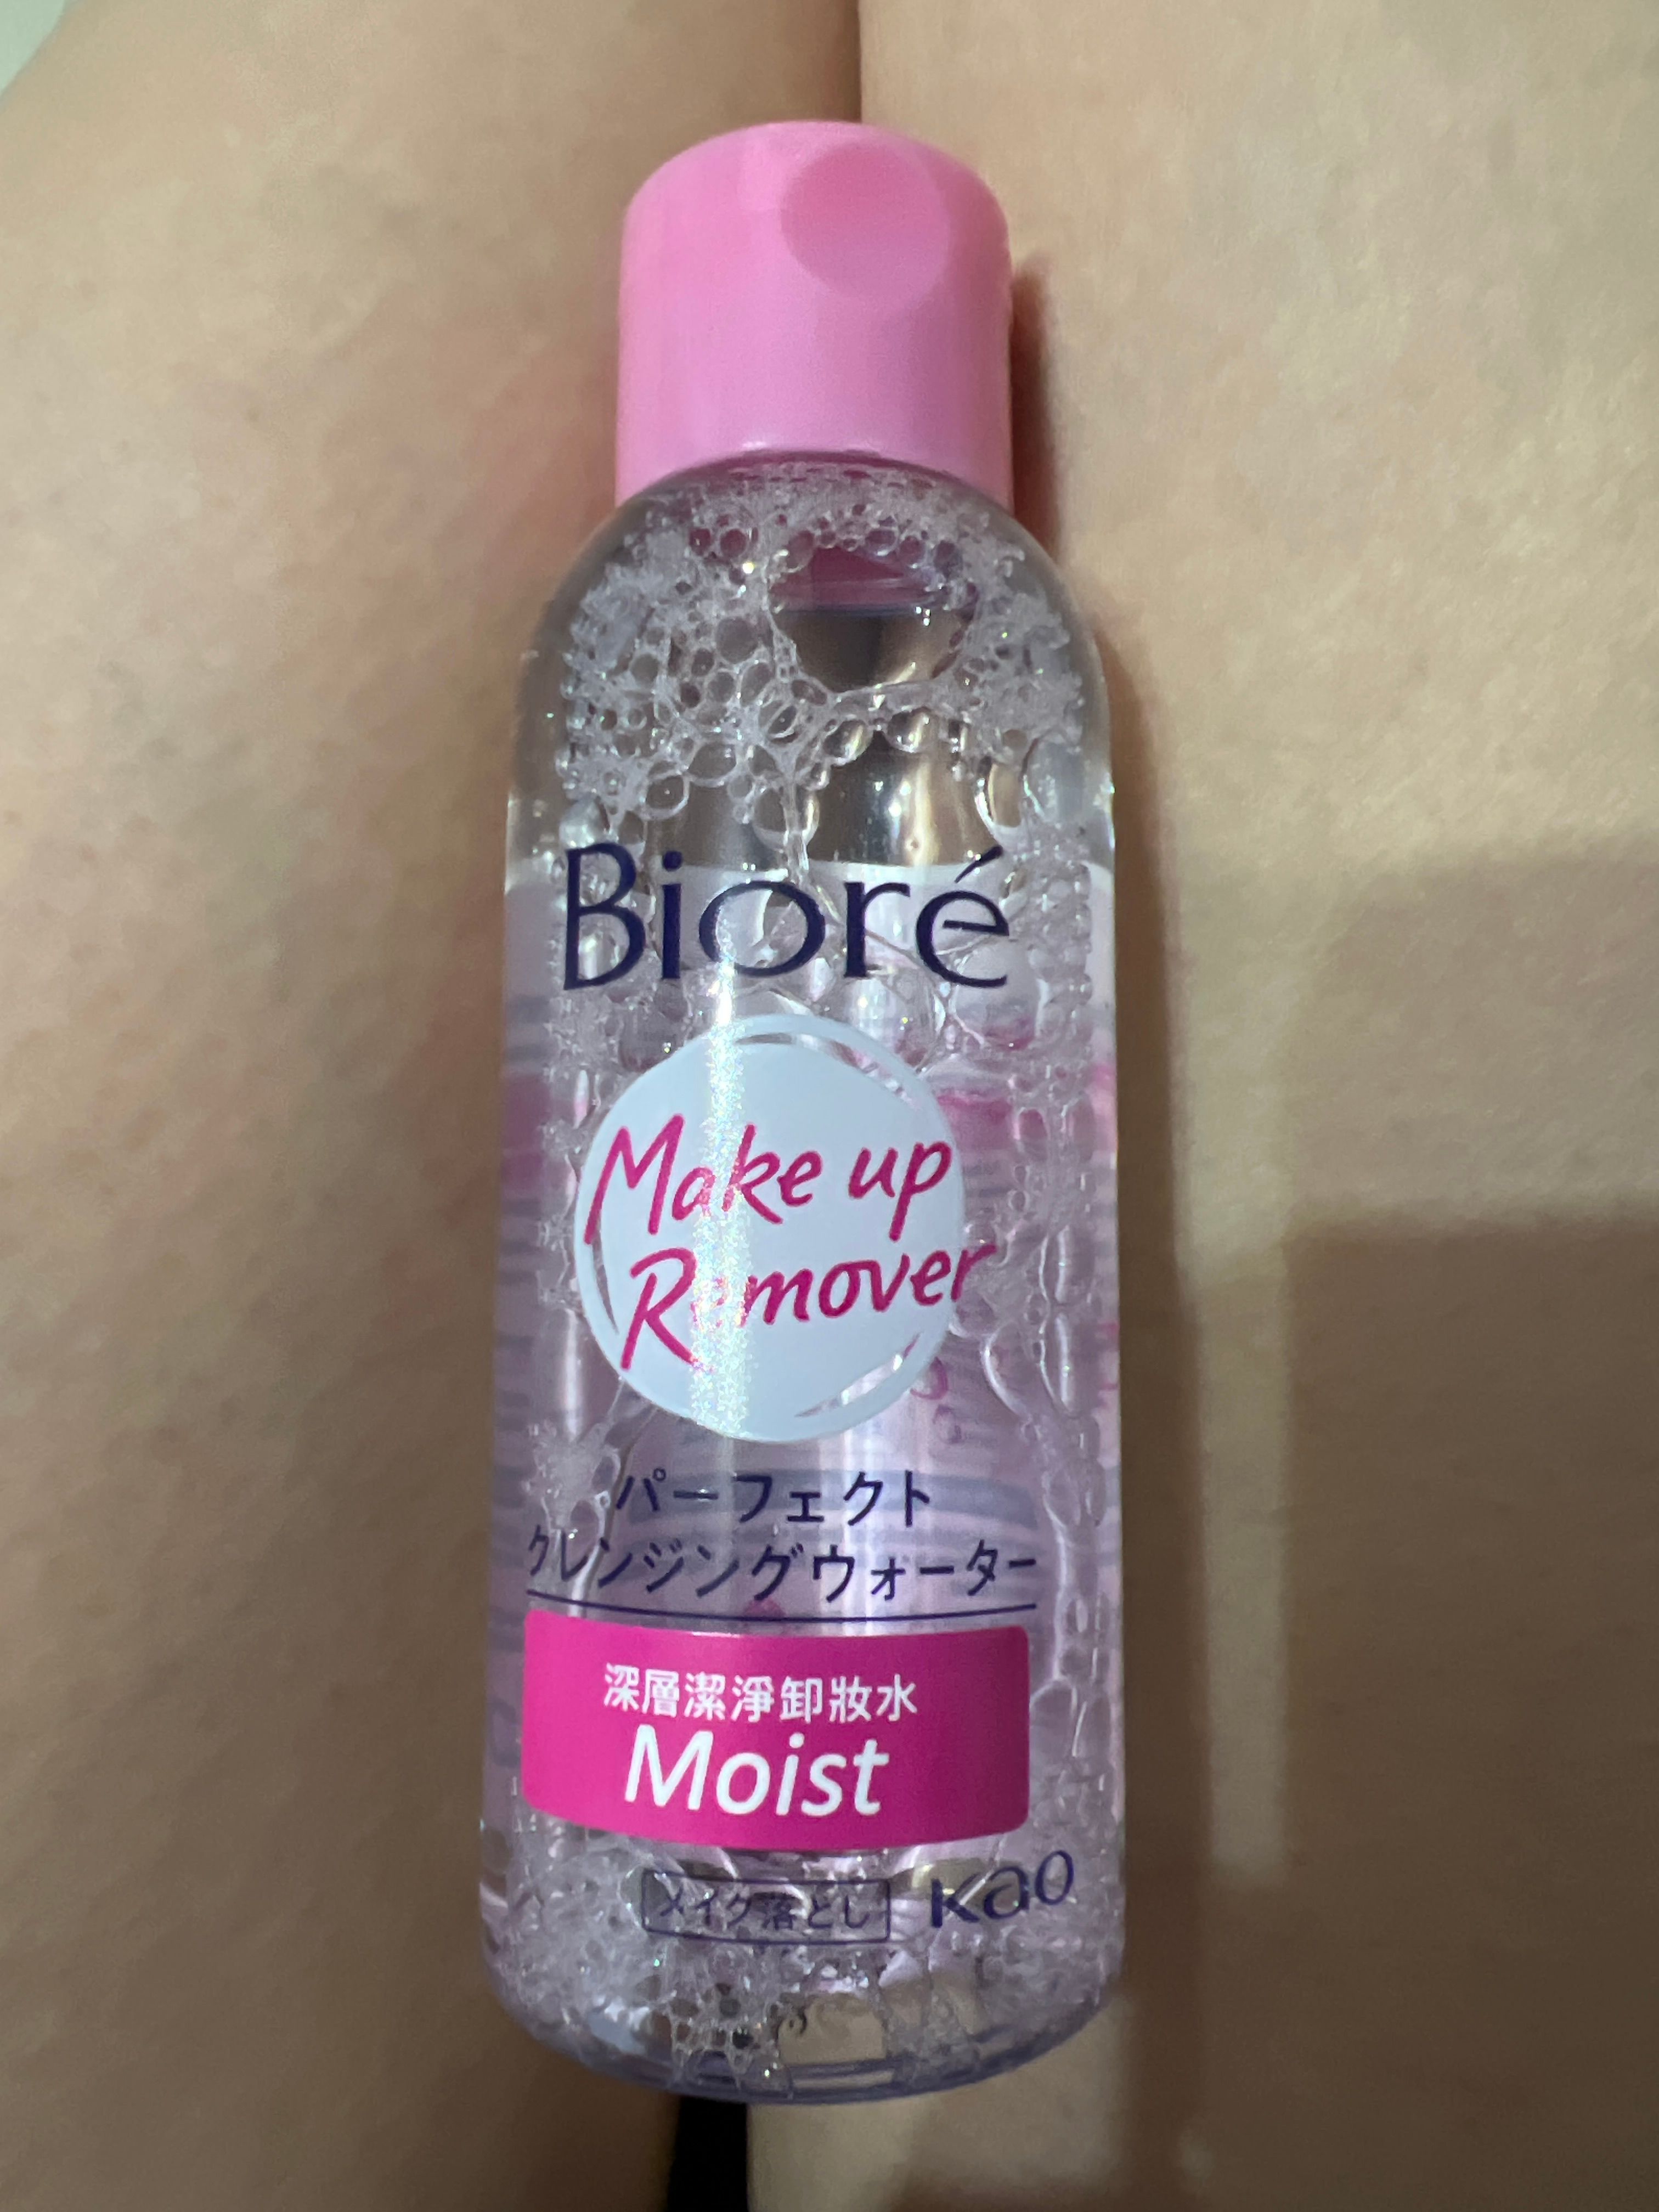 Bioré
Make up
Remover
パーフェクト
クレンジングウォーター
深層潔淨卸妝水
Moist
メイク落とし
Kao